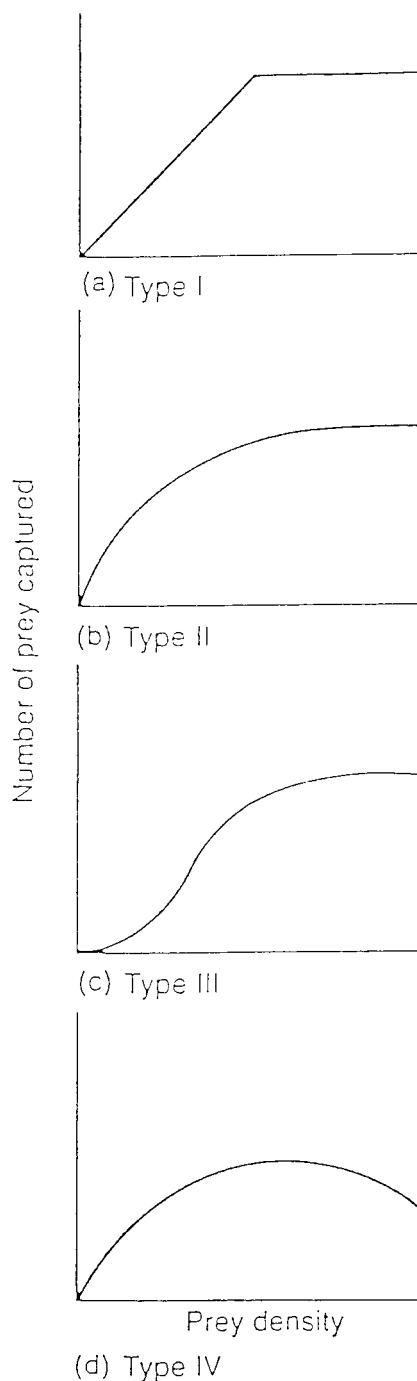 (a) Type I
(b) Type II
Number of prey captured
(c) Type III
Prey density
(d) Type IV